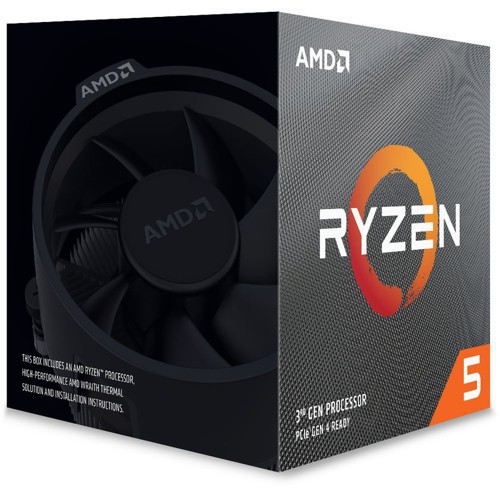 AMD
AMD
THIS BOX INCLUDES AN AMD RYZEN™ PROCESSOR,
HIGH-PERFORMANCE AMD WRAITH THERMAL
SOLUTION AND INSTALLATION INSTRUCTIONS.
AMD
RYZEN
5
3rd GEN PROCESSOR
PCIe GEN 4 READY